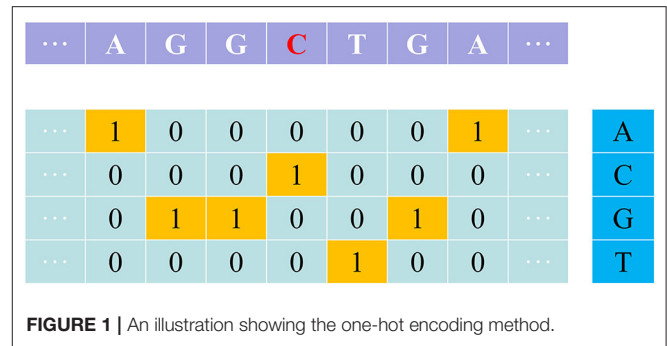 ... A G G C T G A ...
... 1 0 0 0 0 0 1 ... A
... 0 0 0 1 0 0 0 ... C
... 0 1 1 0 0 1 0 ... G
... 0 0 0 0 1 0 0 ... T
FIGURE 1 | An illustration showing the one-hot encoding method.